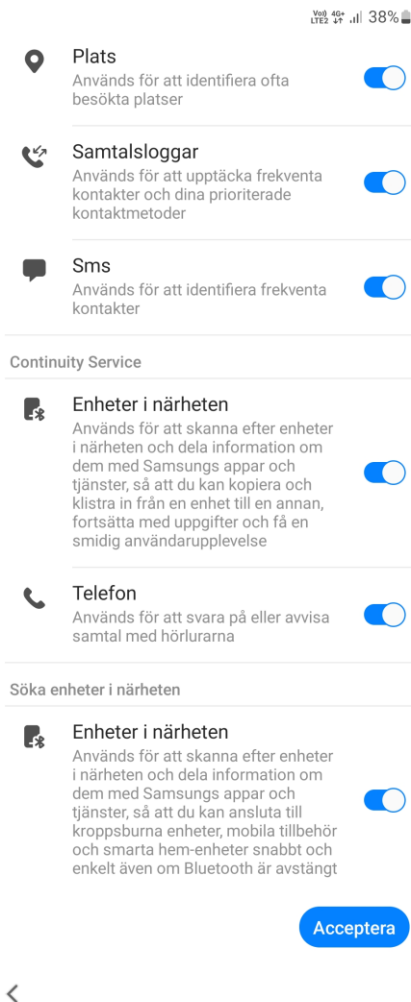 Vo)) 4G+ 38%
LTE2
Plats
Används för att identifiera ofta
besökta platser
Samtalsloggar
Används för att upptäcka frekventa
kontakter och dina prioriterade
kontaktmetoder
Sms
Används för att identifiera frekventa
kontakter
Continuity Service
Enheter i närheten
Används för att skanna efter enheter
i närheten och dela information om
dem med Samsungs appar och
tjänster, så att du kan kopiera och
klistra in från en enhet till en annan,
fortsätta med uppgifter och få en
smidig användarupplevelse
Telefon
Används för att svara på eller avvisa
samtal med hörlurarna
Söka enheter i närheten
Enheter i närheten
Används för att skanna efter enheter
i närheten och dela information om
dem med Samsungs appar och
tjänster, så att du kan ansluta till
kroppsburna enheter, mobila tillbehör
och smarta hem-enheter snabbt och
enkelt även om Bluetooth är avstängt
Acceptera